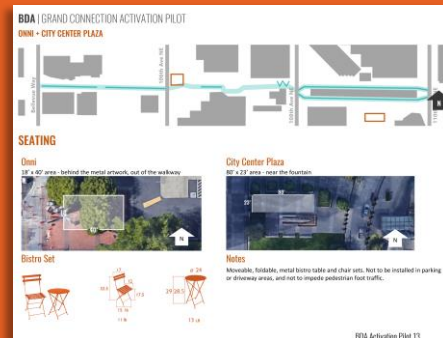 BDA | GRAND CONNECTION ACTIVATION PILOT
ONNI + CITY CENTER PLAZA
Bellevue Way
106th Ave NE
108th Ave NE
110th
N
SEATING
Onni
18' x 40' area - behind the metal artwork, out of the walkway
40'
N
Bistro Set
City Center Plaza
80' x 23' area - near the fountain
80'
23'
N
Notes
Moveable, foldable, metal bistro table and chair sets. Not to be installed in parking
or driveway areas, and not to impede pedestrian foot traffic.
BDA Activation Pilot 13